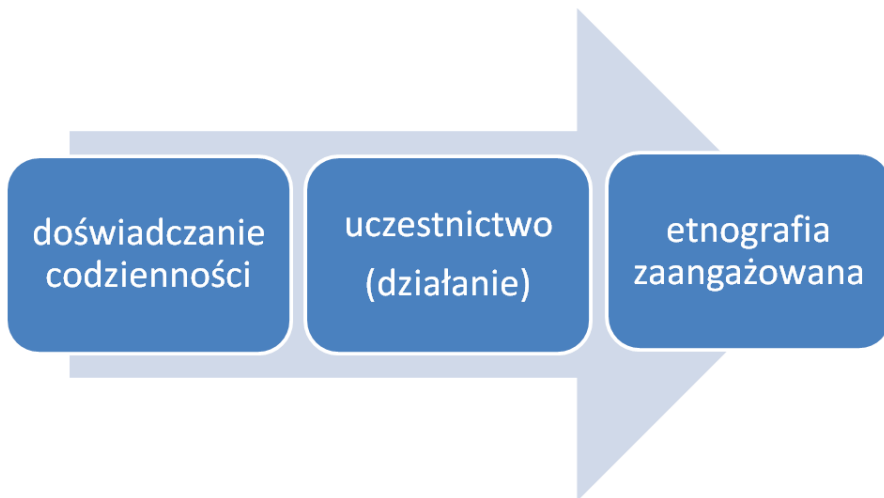 doświadczanie
codzienności
uczestnictwo
(działanie)
etnografia
zaangażowana